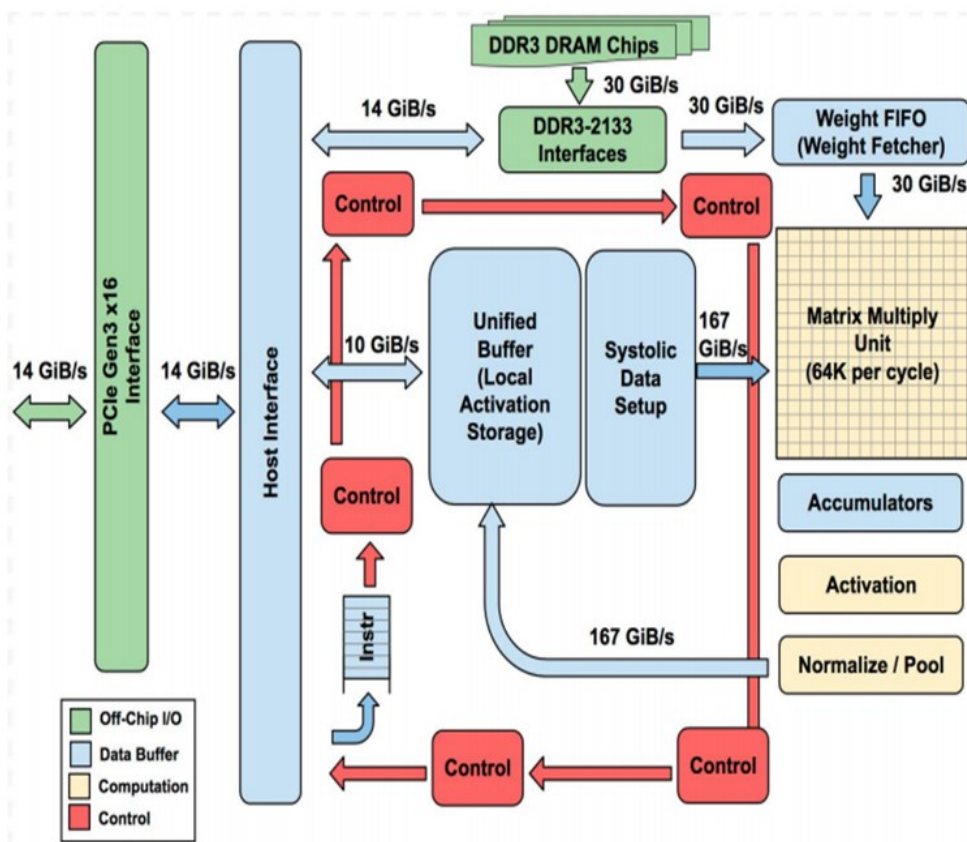 DDR3 DRAM Chips
30 GiB/s
14 GiB/s
DDR3-2133
Interfaces
30 GiB/s
Weight FIFO
(Weight Fetcher)
30 GiB/s
Control
Control
PCIe Gen3 x16
Interface
14 GiB/s
14 GiB/s
Host Interface
10 GiB/s
Unified
Buffer
(Local
Activation
Storage)
Systolic
Data
Setup
167
GiB/s
Matrix Multiply
Unit
(64K per cycle)
Control
Accumulators
Activation
Instr
167 GiB/s
Normalize / Pool
Control
Control
Off-Chip I/O
Data Buffer
Computation
Control